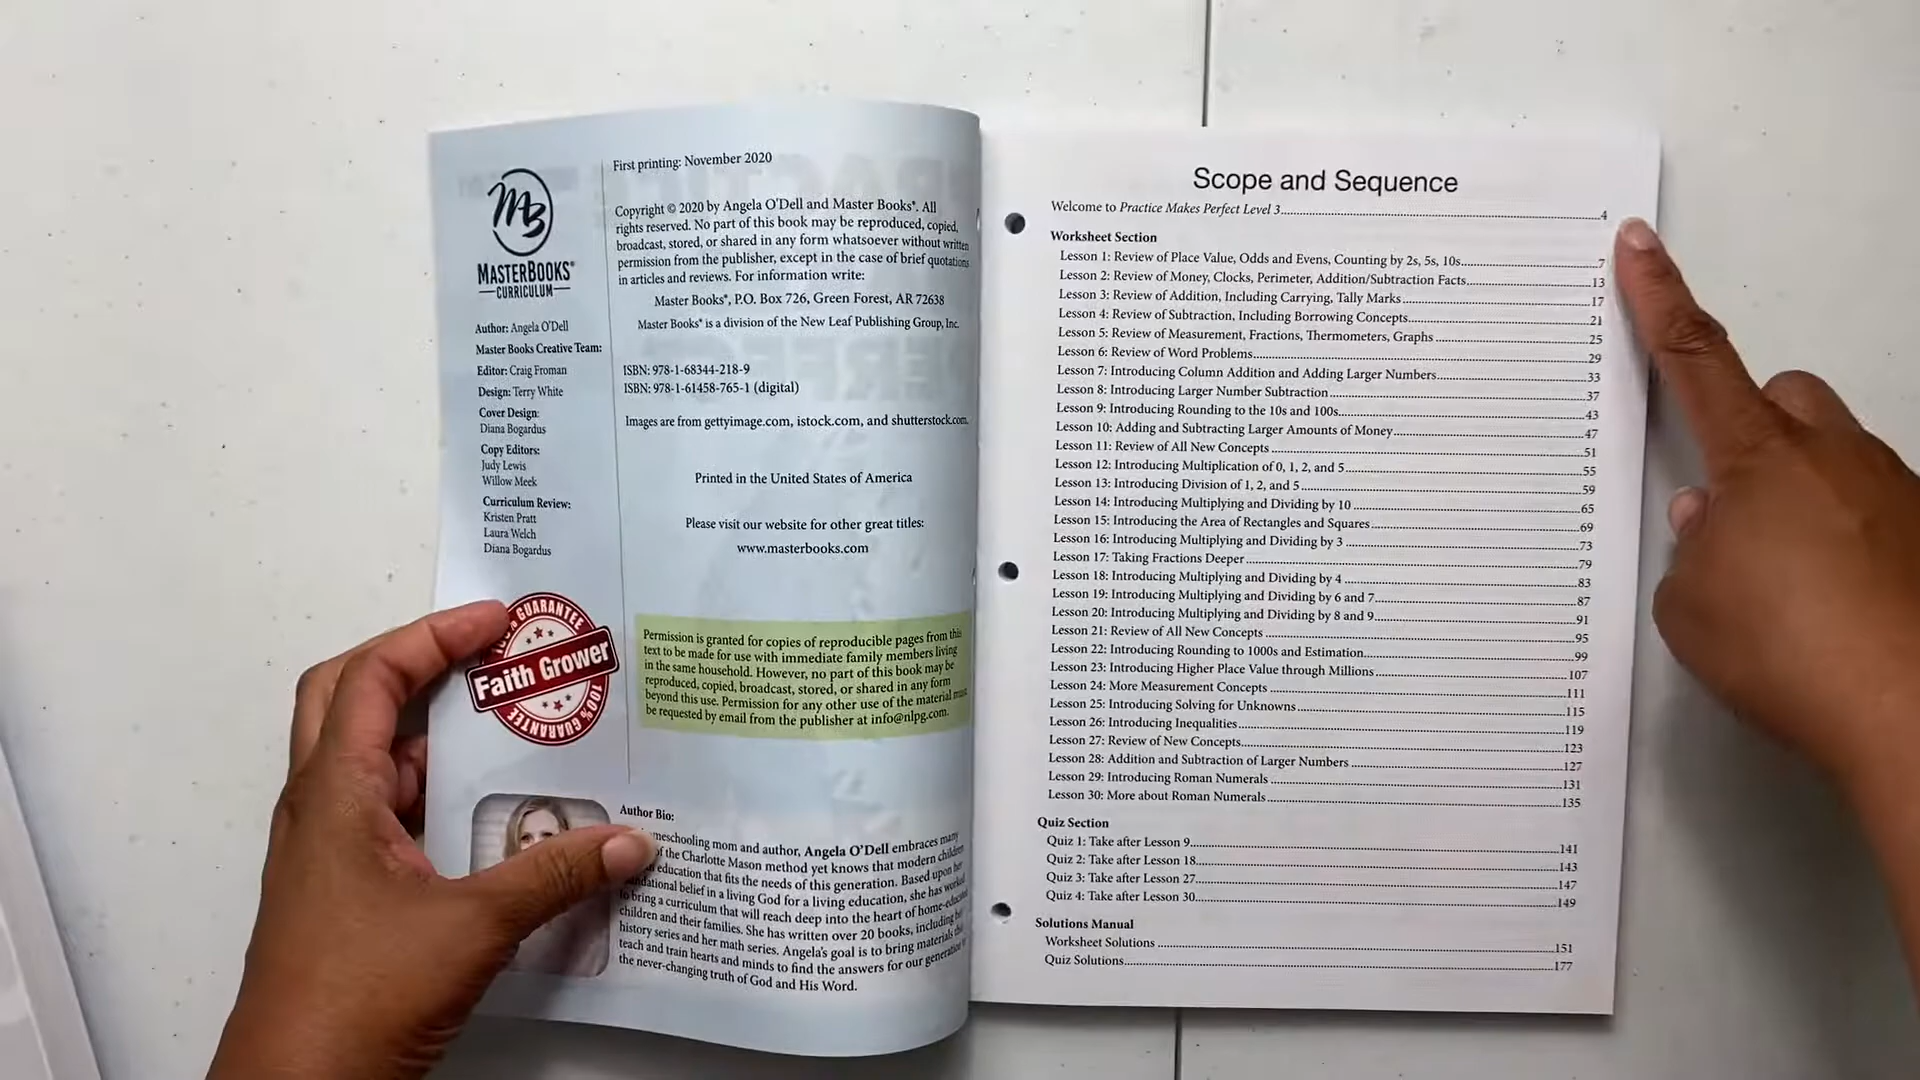 MB
MASTERBOOKS®
CURRICULUM
Author: Angela O'Dell
Master Books Creative Team:
Editor: Craig Froman
Design: Terry White
Cover Design:
Diana Bogardus
Copy Editors:
Judy Lewis
Willow Meek
Curriculum Review:
Kristen Pratt
Laura Welch
Diana Bogardus
GUARANTEE
Faith Grower
100% GUARANTEE
First printing: November 2020
Copyright © 2020 by Angela O'Dell and Master Books®. All
rights reserved. No part of this book may be reproduced, copied,
broadcast, stored, or shared in any form whatsoever without written
permission from the publisher, except in the case of brief quotations
in articles and reviews. For information write:
Master Books®, P.O. Box 726, Green Forest, AR 72638
Master Books® is a division of the New Leaf Publishing Group, Inc.
ISBN: 978-1-68344-218-9
ISBN: 978-1-61458-765-1 (digital)
Images are from gettyimage.com, istock.com, and shutterstock.com.
Printed in the United States of America
Please visit our website for other great titles:
www.masterbooks.com
Permission is granted for copies of reproducible pages from this
text to be made for use with immediate family members living
in the same household. However, no part of this book may be
reproduced, copied, broadcast, stored, or shared in any form
beyond this use. Permission for any other use of the material must
be requested by email from the publisher at info@nlpg.com.
Author Bio:
mom and author, Angela O'Dell embraces many
of the Charlotte Mason method yet knows that modern children
education that fits the needs of this generation. Based upon her
belief in a living God for a living education, she has worked
to bring a curriculum that will reach deep into the heart of home-educated
children and their families. She has written over 20 books, including her
history series and her math series. Angela's goal is to bring materials that
teach and train hearts and minds to find the answers for our generation in
the never-changing truth of God and His Word.
Scope and Sequence
Welcome to Practice Makes Perfect Level 3 4
Worksheet Section
Lesson 1: Review of Place Value, Odds and Evens, Counting by 2s, 5s, 10s 7
Lesson 2: Review of Money, Clocks, Perimeter, Addition/Subtraction Facts 13
Lesson 3: Review of Addition, Including Carrying, Tally Marks 17
Lesson 4: Review of Subtraction, Including Borrowing Concepts 21
Lesson 5: Review of Measurement, Fractions, Thermometers, Graphs 25
Lesson 6: Review of Word Problems 29
Lesson 7: Introducing Column Addition and Adding Larger Numbers 33
Lesson 8: Introducing Larger Number Subtraction 37
Lesson 9: Introducing Rounding to the 10s and 100s 43
Lesson 10: Adding and Subtracting Larger Amounts of Money 47
Lesson 11: Review of All New Concepts 51
Lesson 12: Introducing Multiplication of 0, 1, 2, and 5 55
Lesson 13: Introducing Division of 1, 2, and 5 59
Lesson 14: Introducing Multiplying and Dividing by 10 65
Lesson 15: Introducing the Area of Rectangles and Squares 69
Lesson 16: Introducing Multiplying and Dividing by 3 73
Lesson 17: Taking Fractions Deeper 79
Lesson 18: Introducing Multiplying and Dividing by 4 83
Lesson 19: Introducing Multiplying and Dividing by 6 and 7 87
Lesson 20: Introducing Multiplying and Dividing by 8 and 9 91
Lesson 21: Review of All New Concepts 95
Lesson 22: Introducing Rounding to 1000s and Estimation 99
Lesson 23: Introducing Higher Place Value through Millions 107
Lesson 24: More Measurement Concepts 111
Lesson 25: Introducing Solving for Unknowns 115
Lesson 26: Introducing Inequalities 119
Lesson 27: Review of New Concepts 123
Lesson 28: Addition and Subtraction of Larger Numbers 127
Lesson 29: Introducing Roman Numerals 131
Lesson 30: More about Roman Numerals 135
Quiz Section
Quiz 1: Take after Lesson 9 141
Quiz 2: Take after Lesson 18 143
Quiz 3: Take after Lesson 27 147
Quiz 4: Take after Lesson 30 149
Solutions Manual
Worksheet Solutions 151
Quiz Solutions 177